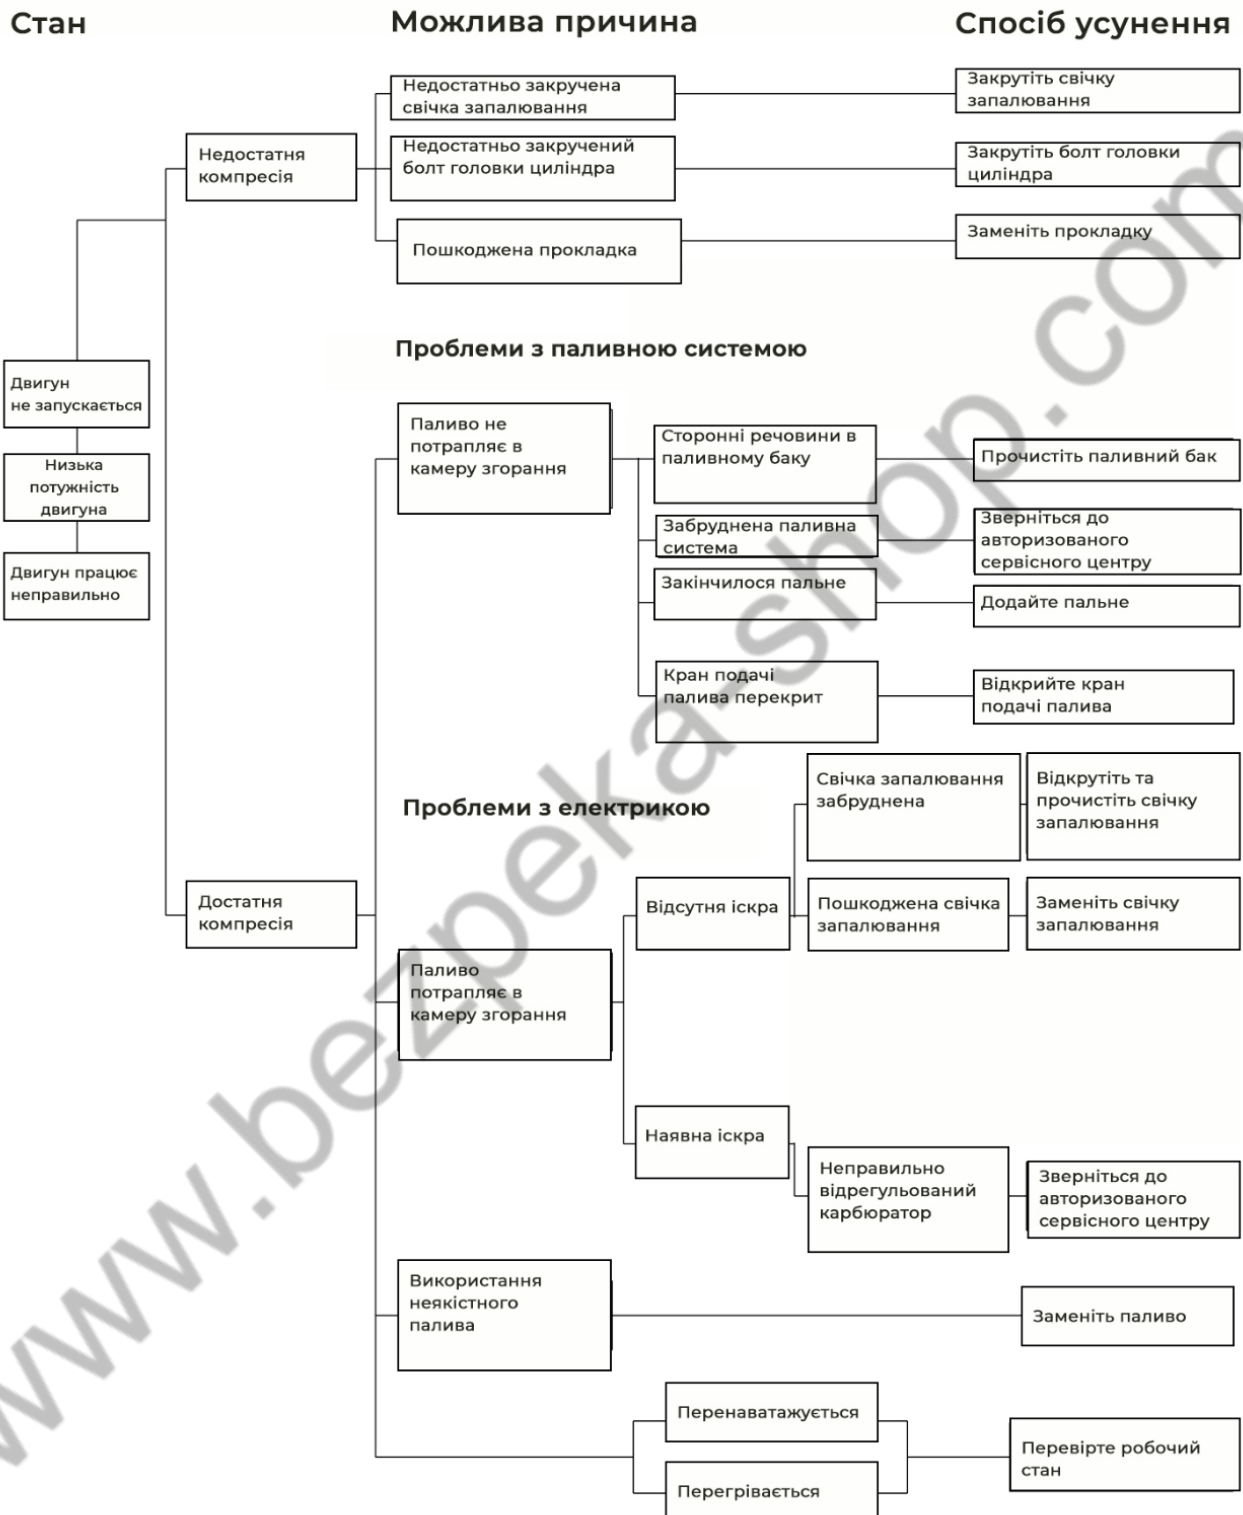 Стан
Можлива причина
Спосіб усунення
Недостатньо закручена
свічка запалювання
Закрутіть свічку
запалювання
Недостатня
компресія
Недостатньо закручений
болт головки циліндра
Закрутіть болт головки
циліндра
Пошкоджена прокладка
Заменіть прокладку
Проблеми з паливною системою
Двигун
не запускається
Низька
потужність
двигуна
Двигун працює
неправильно
Паливо не
потрапляє в
камеру згорання
Сторонні речовини в
паливному баку
Прочистіть паливний бак
Забруднена паливна
система
Зверніться до
авторизованого
сервісного центру
Закінчилося пальне
Додайте пальне
Кран подачі
палива перекрит
Відкрийте кран
подачі палива
Проблеми з електрикою
Свічка запалювання
забруднена
Відкрутіть та
прочистіть свічку
запалювання
Достатня
компресія
Відсутня іскра
Пошкоджена свічка
запалювання
Заменіть свічку
запалювання
Паливо
потрапляє в
камеру згорання
Наявна іскра
Неправильно
відрегульований
карбюратор
Зверніться до
авторизованого
сервісного центру
Використання
неякістного
палива
Заменіть паливо
Перенаватажується
Перегрівається
Перевірте робочий
стан
www.bezpeka-shop.com